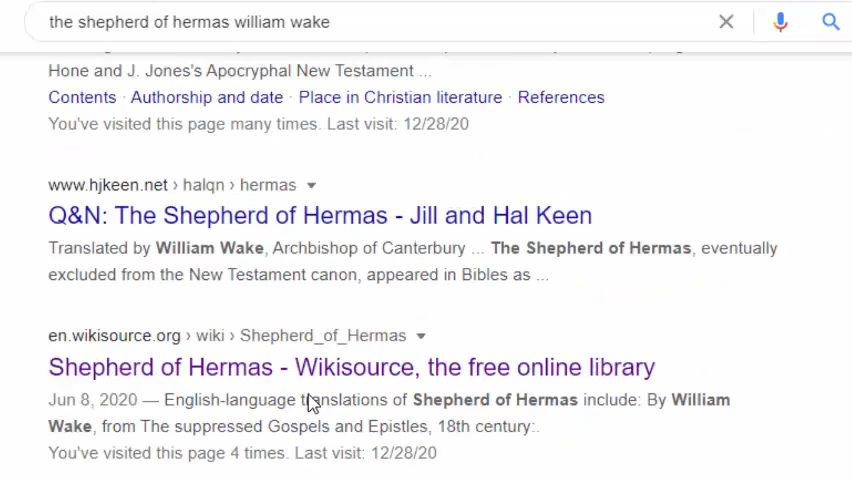 the shepherd of hermas william wake
Hone and J. Jones's Apocryphal New Testament ...
Contents · Authorship and date · Place in Christian literature · References
You've visited this page many times. Last visit: 12/28/20
www.hjkeen.net › halqn › hermas
Q&N: The Shepherd of Hermas - Jill and Hal Keen
Translated by William Wake, Archbishop of Canterbury ... The Shepherd of Hermas, eventually
excluded from the New Testament canon, appeared in Bibles as ...
en.wikisource.org › wiki › Shepherd_of_Hermas
Shepherd of Hermas - Wikisource, the free online library
Jun 8, 2020 — English-language translations of Shepherd of Hermas include: By William
Wake, from The suppressed Gospels and Epistles, 18th century:.
You've visited this page 4 times. Last visit: 12/28/20